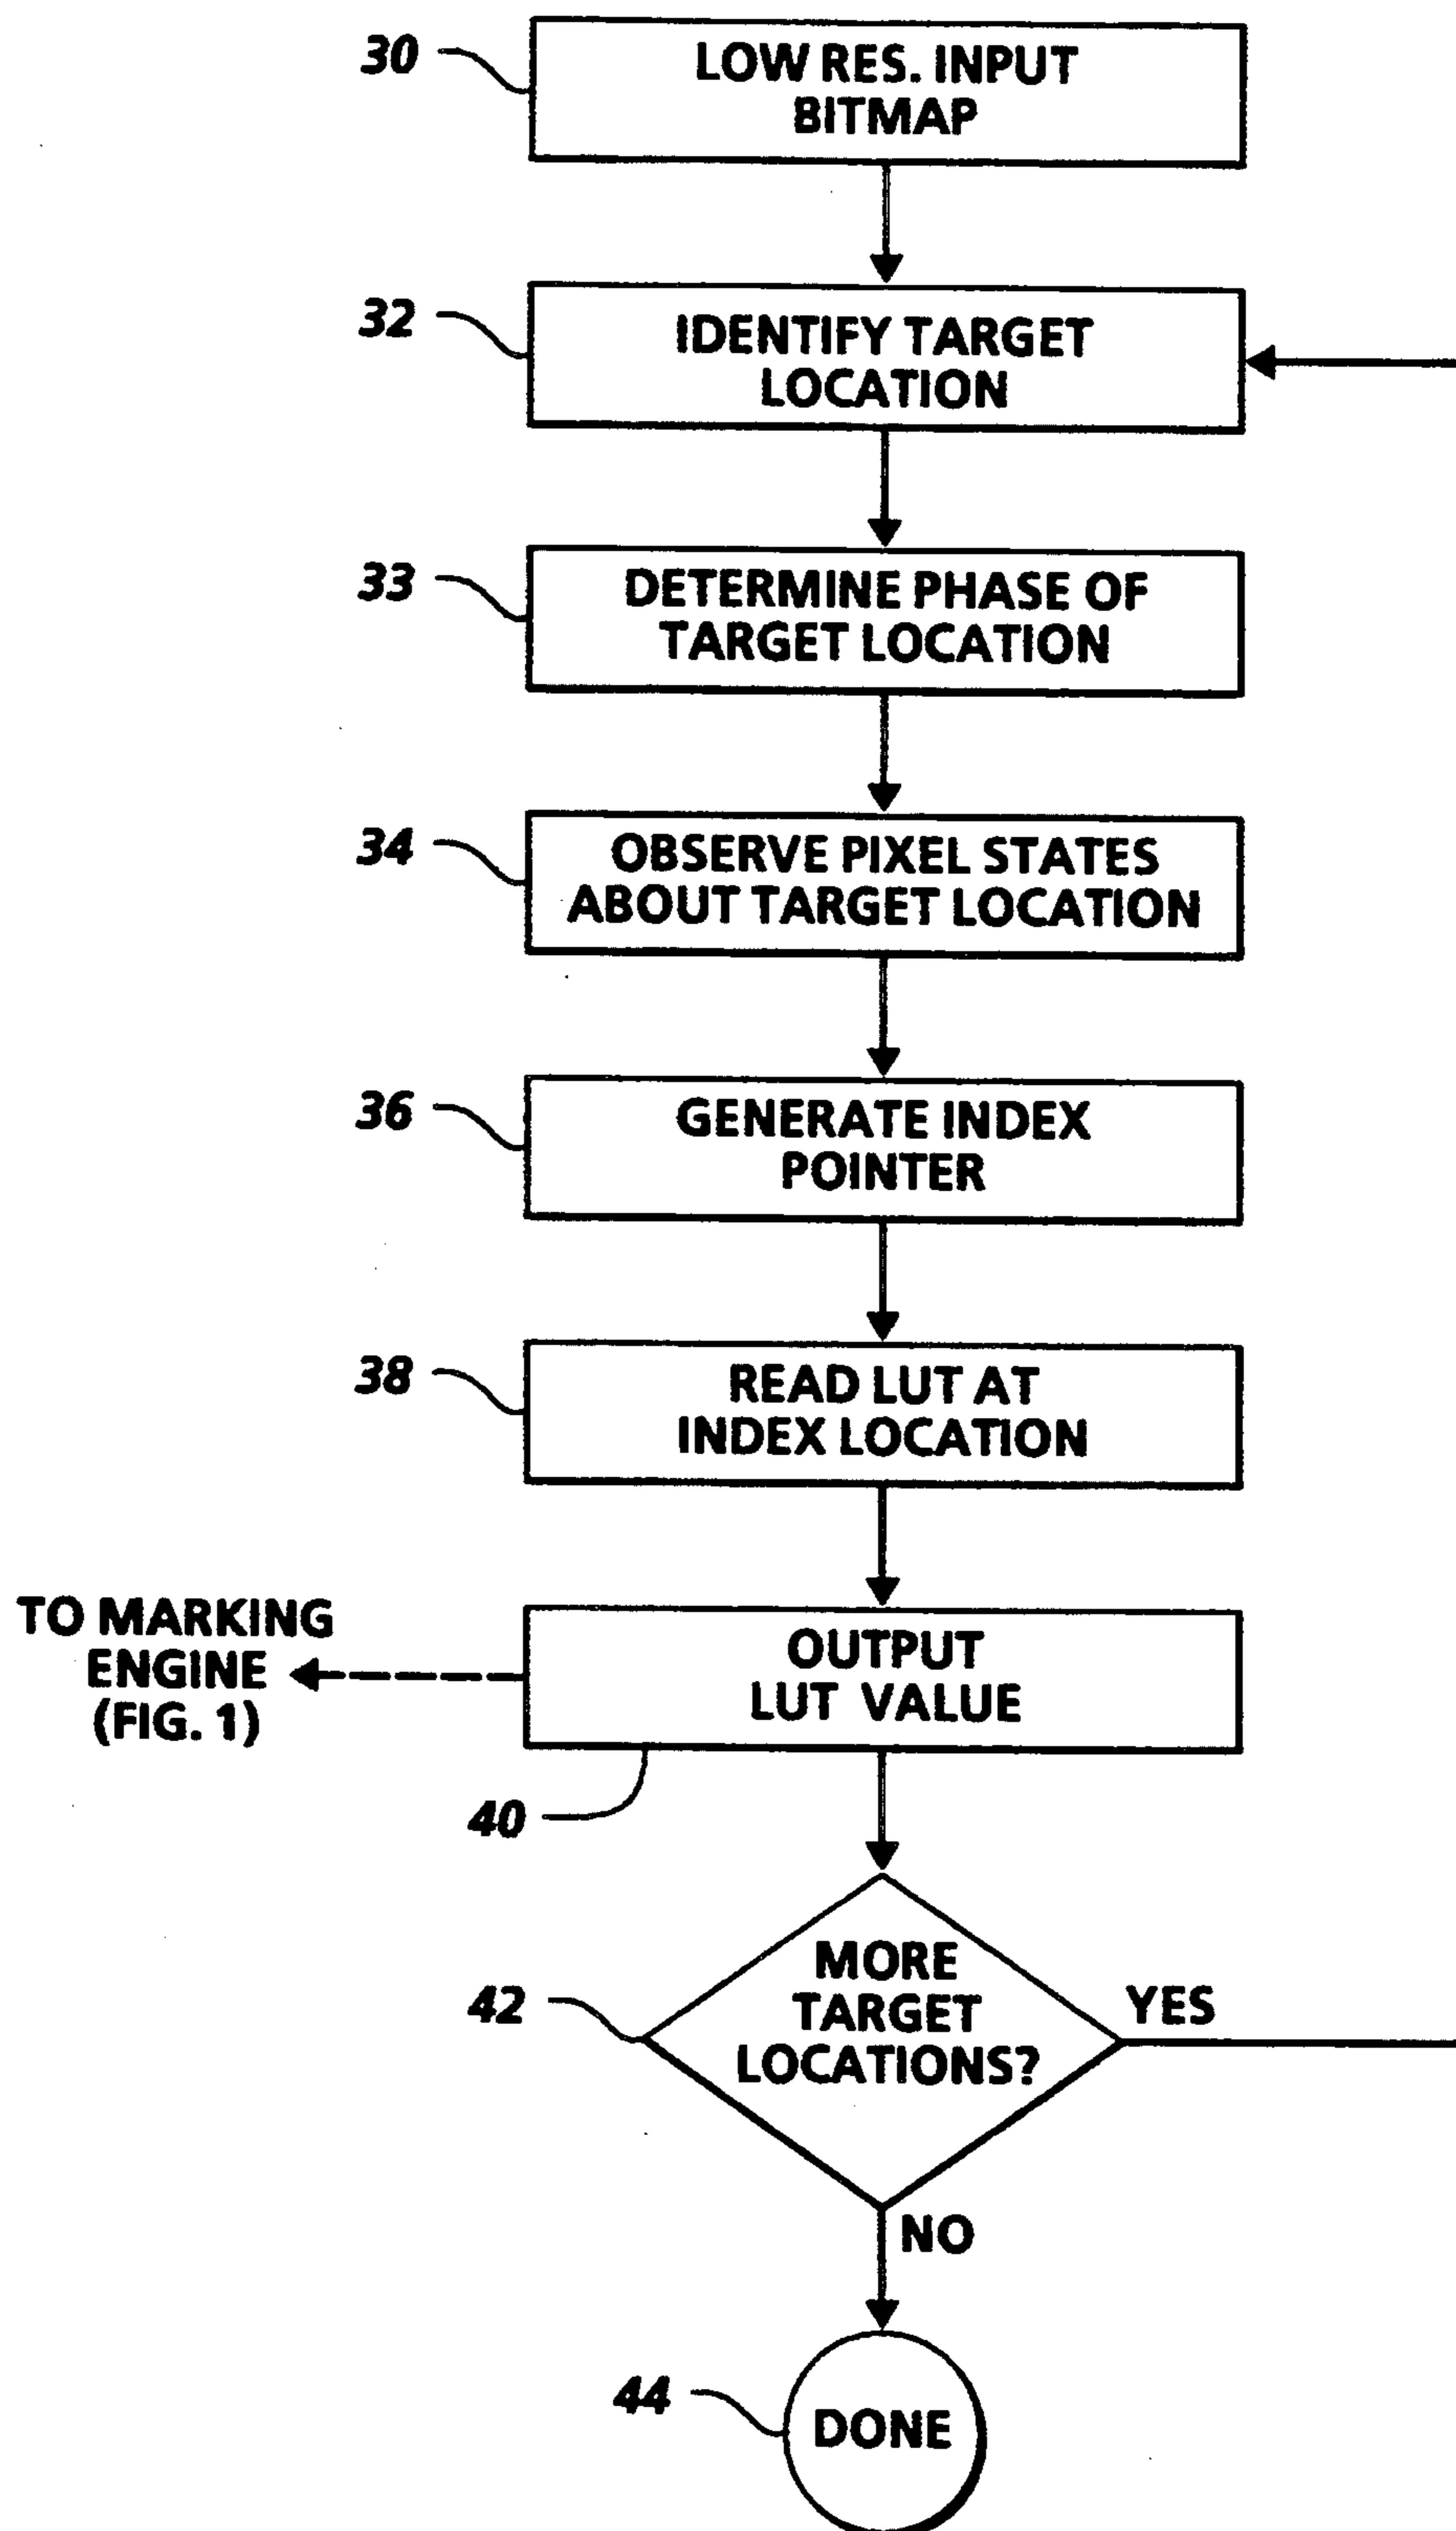 30
LOW RES. INPUT
BITMAP
32
IDENTIFY TARGET
LOCATION
33
DETERMINE PHASE OF
TARGET LOCATION
34
OBSERVE PIXEL STATES
ABOUT TARGET LOCATION
36
GENERATE INDEX
POINTER
38
READ LUT AT
INDEX LOCATION
TO MARKING
ENGINE
(FIG. 1)
OUTPUT
LUT VALUE
40
MORE
TARGET
LOCATIONS?
42
YES
NO
44
DONE